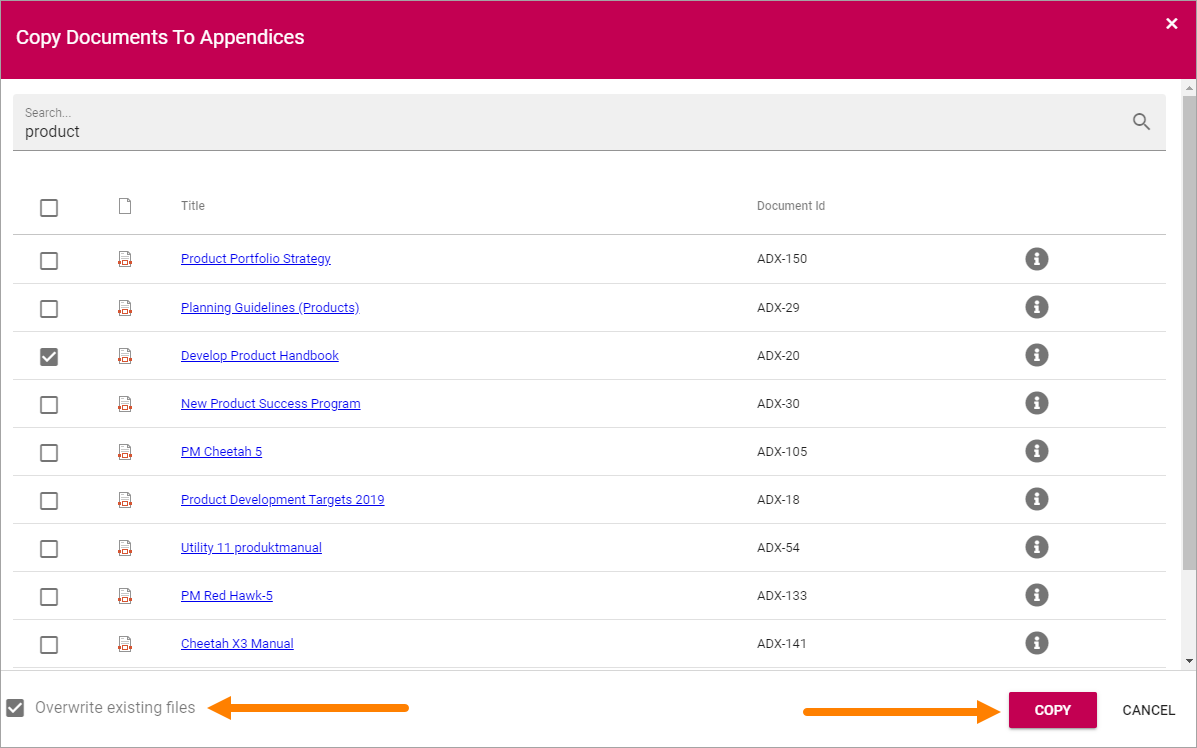 Copy Documents To Appendices
Search...
product
Title Document Id
Product Portfolio Strategy ADX-150
Planning Guidelines (Products) ADX-29
Develop Product Handbook ADX-20
New Product Success Program ADX-30
PM Cheetah 5 ADX-105
Product Development Targets 2019 ADX-18
Utility 11 produktmanual ADX-54
PM Red Hawk-5 ADX-133
Cheetah X3 Manual ADX-141
Overwrite existing files COPY CANCEL